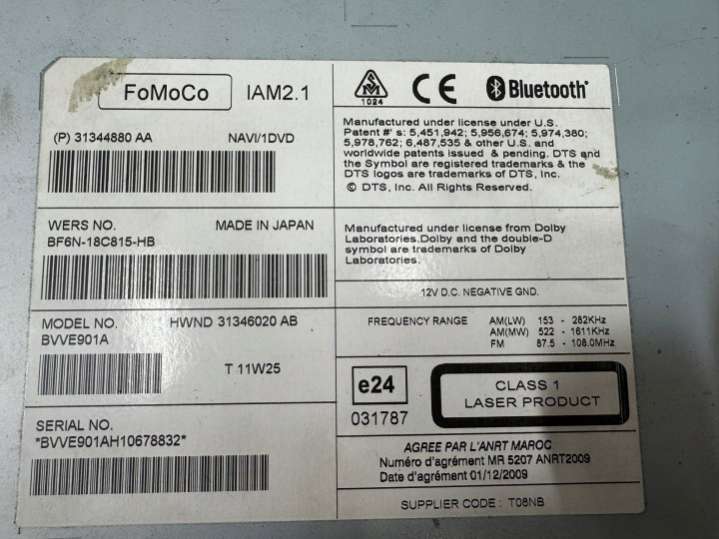 FoMoCo IAM2.1
(P) 31344880 AA NAVI/1DVD
WERS NO. MADE IN JAPAN
BF6N-18C815-HB
MODEL NO. HWND 31346020 AB
BVVE901A
T 11W25
SERIAL NO.
*BVVE901AH10678832*
1024
CE
Bluetooth®
Manufactured under license under U.S.
Patent #' s: 5,451,942; 5,956,674; 5,974,380;
5,978,762; 6,487,535 & other U.S. and
worldwide patents issued & pending. DTS and
the Symbol are registered trademarks & the
DTS logos are trademarks of DTS, Inc.
© DTS, Inc. All Rights Reserved.
Manufactured under license from Dolby
Laboratories.Dolby and the double-D
symbol are trademarks of Dolby
Laboratories.
12V D.C. NEGATIVE GND.
FREQUENCY RANGE AM(LW) 153 - 282KHz
AM(MW) 522 - 1611KHz
FM 87.5 - 108.0MHz
e24
031787
CLASS 1
LASER PRODUCT
AGREE PAR L'ANRT MAROC
Numéro d'agrément MR 5207 ANRT2009
Date d'agrément 01/12/2009
SUPPLIER CODE : T08NB